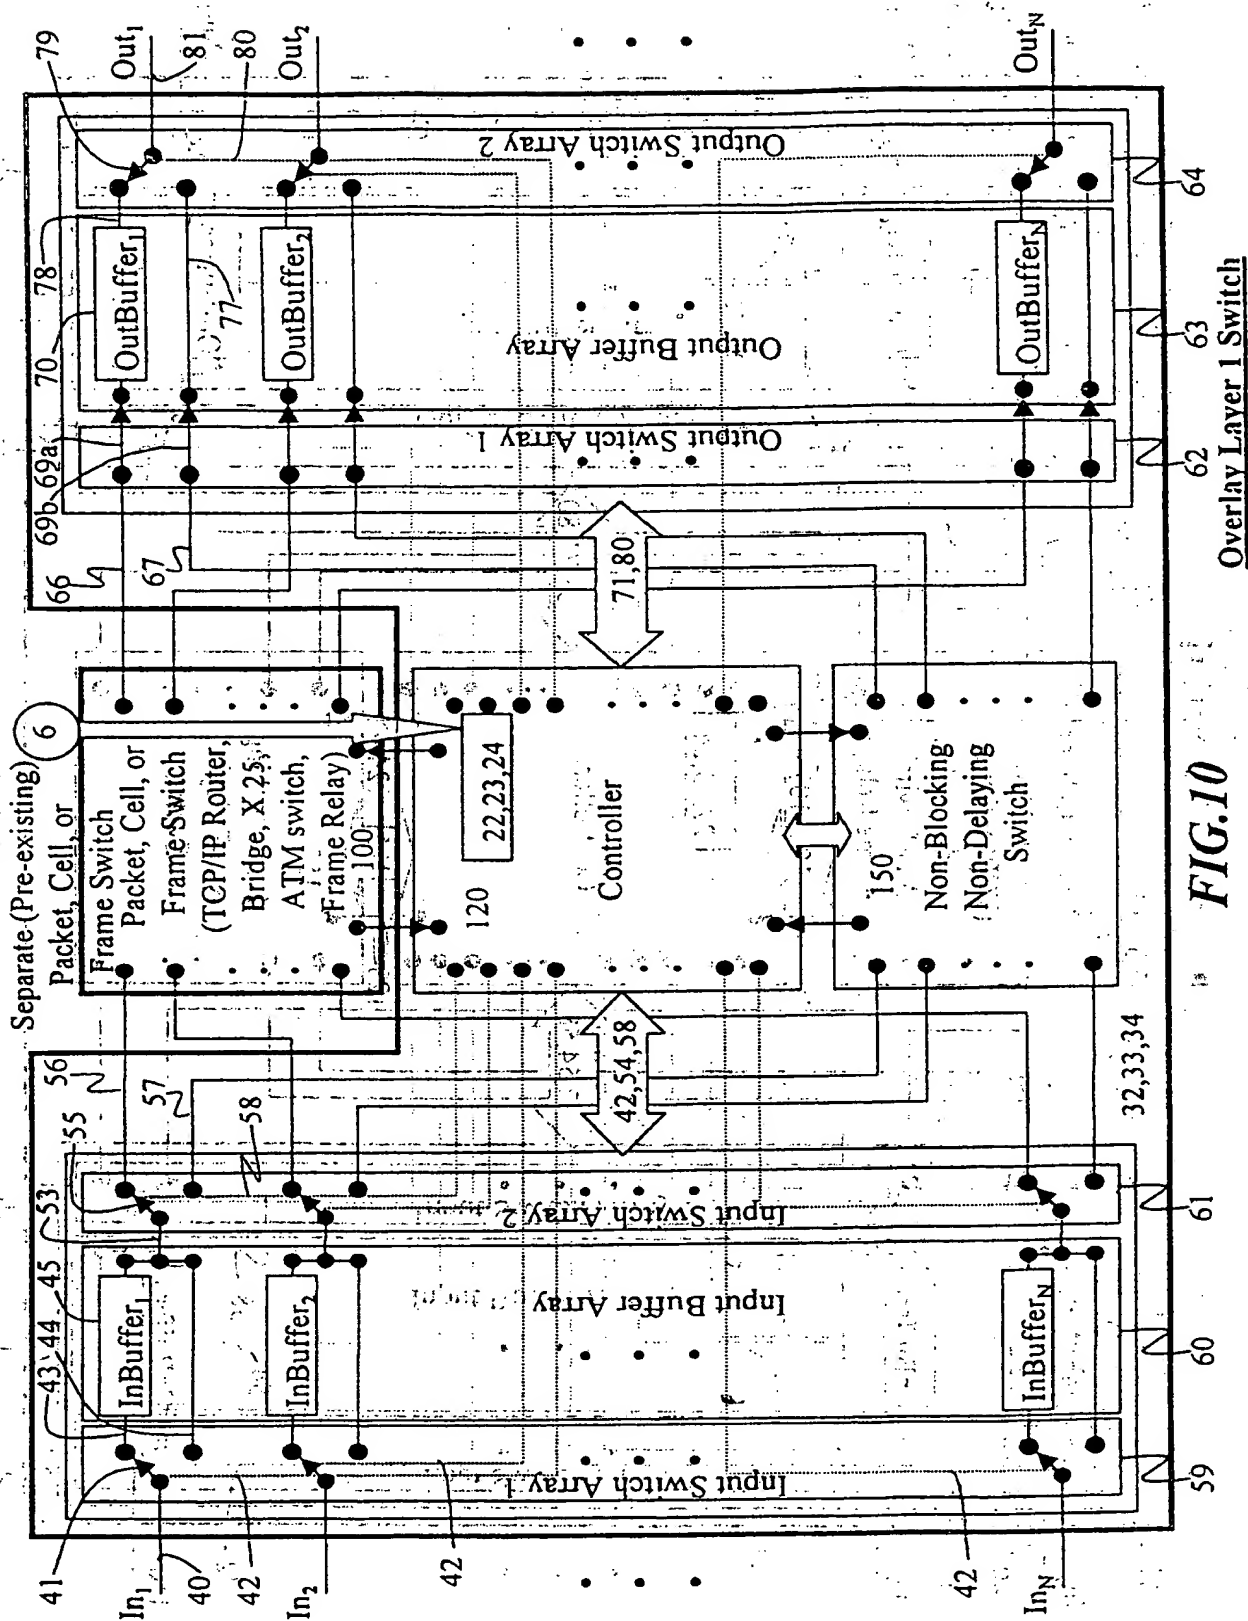 Separate (Pre-existing)
Packet, Cell, or
Frame Switch
6
Packet, Cell, or
Frame Switch
(TCP/IP Router,
Bridge, X.25,
ATM switch,
Frame Relay)
100
120
22,23,24
Controller
150
Non-Blocking
Non-Delaying
Switch
42,54,58
71,80
32,33,34
In1
In2
InN
40
41
42
42
42
43
44
45
53
55
56
57
58
InBuffer1
InBuffer2
InBufferN
Input Switch Array 1
Input Buffer Array
Input Switch Array 2
59
60
61
66
67
69b
69a
70
78
77
79
81
80
OutBuffer1
OutBuffer2
OutBufferN
Output Switch Array 1
Output Buffer Array
Output Switch Array 2
62
63
64
Out1
Out2
OutN
Overlay Layer 1 Switch
FIG.10